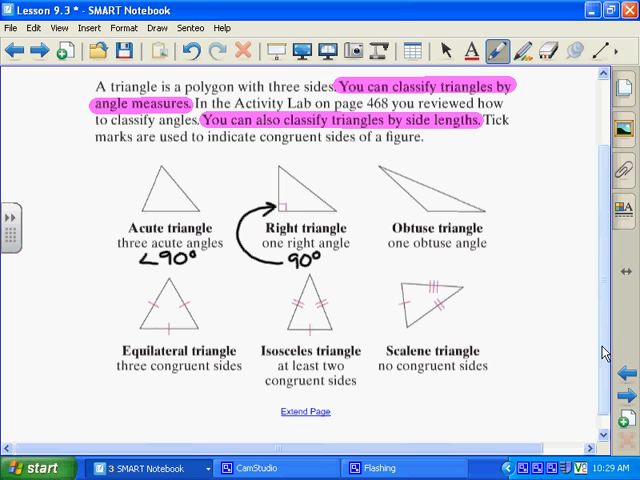 Lesson 9.3 * - SMART Notebook
File Edit View Insert Format Draw Senteo Help
A triangle is a polygon with three sides. You can classify triangles by
angle measures. In the Activity Lab on page 468 you reviewed how
to classify angles. You can also classify triangles by side lengths. Tick
marks are used to indicate congruent sides of a figure.
Acute triangle Right triangle Obtuse triangle
three acute angles one right angle one obtuse angle
<90° 90°
Equilateral triangle Isosceles triangle Scalene triangle
three congruent sides at least two no congruent sides
congruent sides
Extend Page
start 3 SMART Notebook CamStudio Flashing 10:29 AM